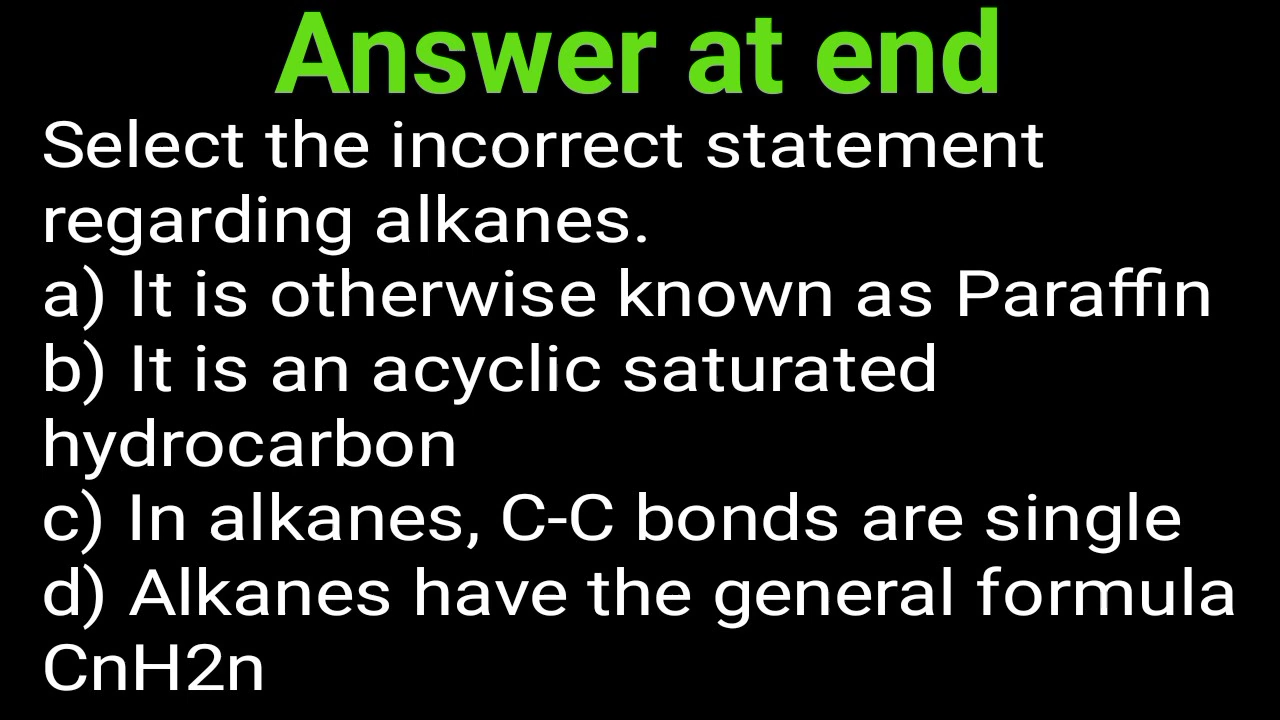 Answer at end
Select the incorrect statement
regarding alkanes.
a) It is otherwise known as Paraffin
b) It is an acyclic saturated
hydrocarbon
c) In alkanes, C-C bonds are single
d) Alkanes have the general formula
CnH2n